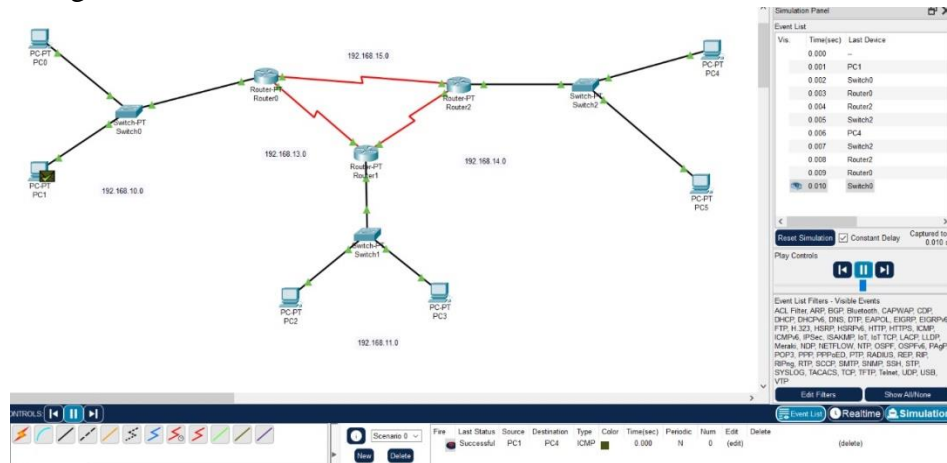 Simulation Panel
Event List
Vis. Time(sec) Last Device
0.000 --
0.001 PC1
0.002 Switch0
0.003 Router0
0.004 Router2
0.005 Switch2
0.006 PC4
0.007 Switch2
0.008 Router2
0.009 Router0
0.010 Switch0
Reset Simulation Constant Delay Captured to
0.010 s
Play Controls
Event List Filters - Visible Events
ACL Filter, ARP, BGP, Bluetooth, CAPWAP, CDP,
DHCP, DHCPv6, DNS, DTP, EAPOL, EIGRP, EIGRPv6,
FTP, H.323, HSRP, HSRPv6, HTTP, HTTPS, ICMP,
ICMPv6, IPSec, ISAKMP, IoT, IoT TCP, LACP, LLDP,
Meraki, NDP, NETFLOW, NTP, OSPF, OSPFv6, PAgP,
POP3, PPP, PPPoED, PTP, RADIUS, REP, RIP,
RIPng, RTP, SCCP, SMTP, SNMP, SSH, STP,
SYSLOG, TACACS, TCP, TFTP, Telnet, UDP, USB,
VTP
Edit Filters Show All/None
Event List Realtime Simulation
PC-PT
PC0
Switch-PT
Switch0
PC-PT
PC1
192.168.10.0
Router-PT
Router0
192.168.15.0
Router-PT
Router2
192.168.13.0
Router-PT
Router1
192.168.14.0
Switch-PT
Switch2
PC-PT
PC4
PC-PT
PC5
Switch-PT
Switch1
PC-PT
PC2
PC-PT
PC3
192.168.11.0
CONTROLS:
Scenario 0
New Delete
Fire Last Status Source Destination Type Color Time(sec) Periodic Num Edit Delete
Successful PC1 PC4 ICMP 0.000 N 0 (edit) (delete)